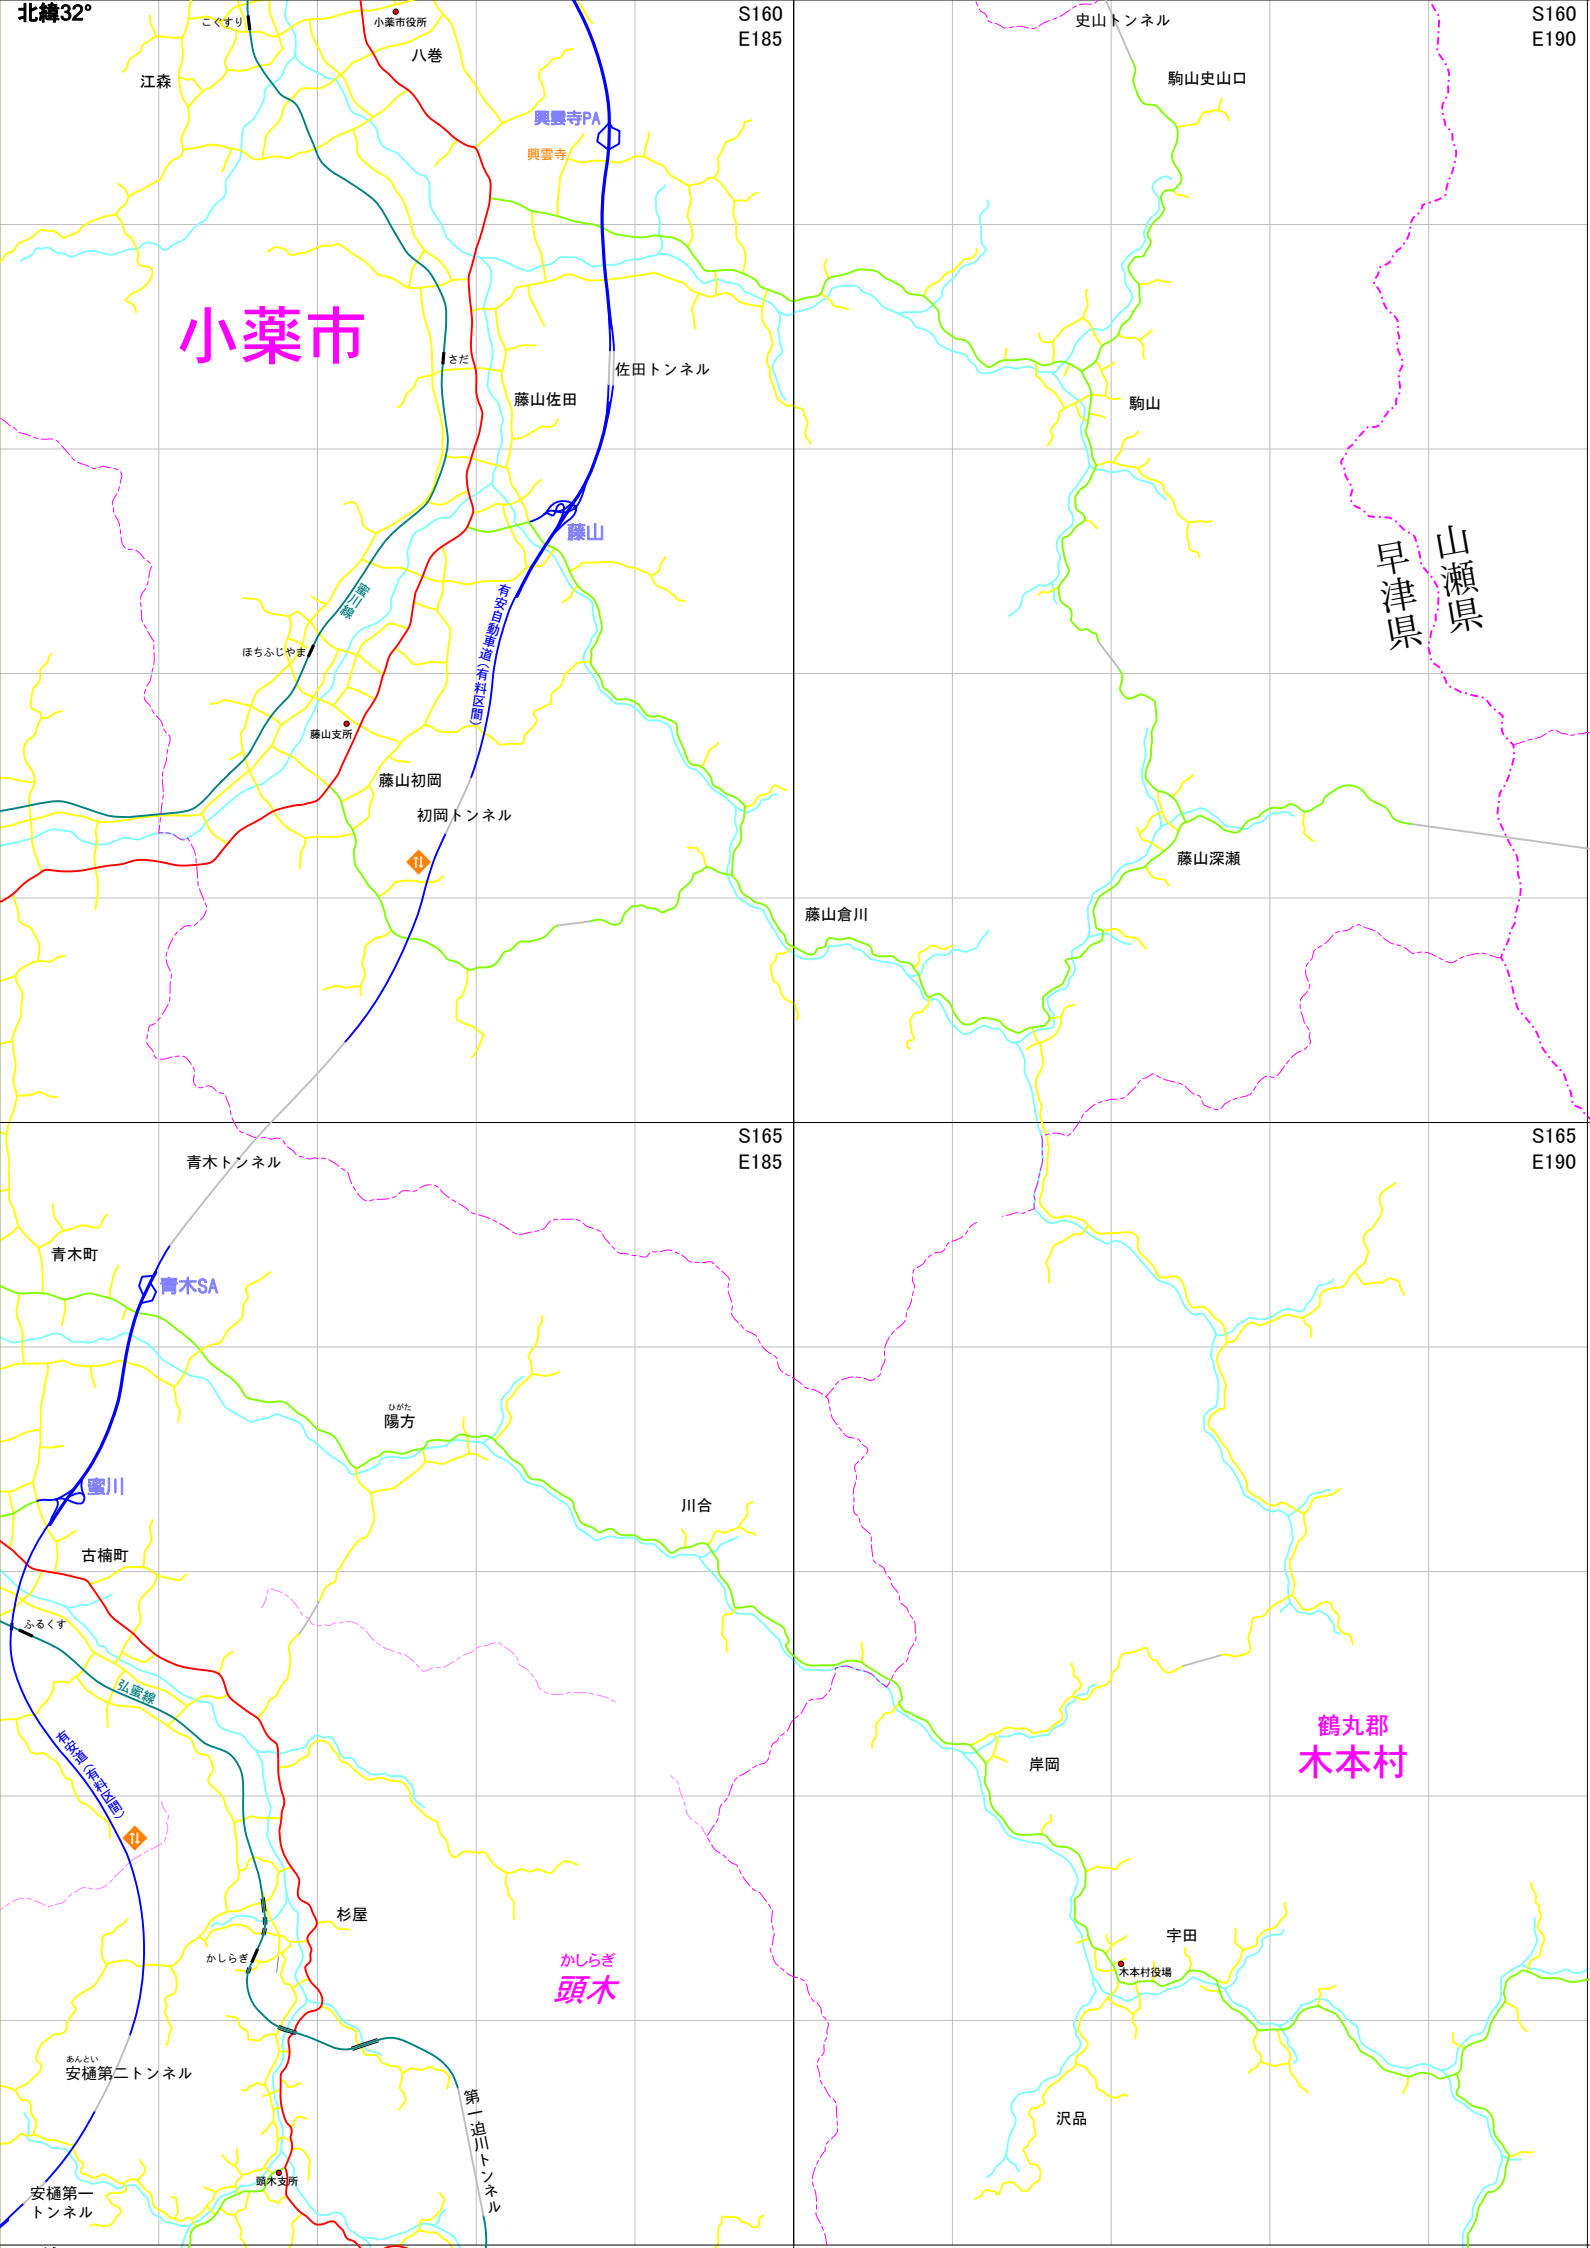 北緯32°
こぐすり
小薬市役所
八巻
江森
S160
E185
史山トンネル
S160
E190
駒山史山口
興雲寺PA
興雲寺
小薬市
さだ
佐田トンネル
藤山佐田
駒山
藤山
早津県
山瀬県
蜜川線
有安自動車道(有料区間)
ほちふじやま
藤山支所
藤山初岡
初岡トンネル
藤山深瀬
藤山倉川
S165
E185
S165
E190
青木トンネル
青木町
青木SA
ひがた
陽方
蜜川
川合
古楠町
ふるくす
弘蜜線
有安道(有料区間)
鶴丸郡
木本村
岸岡
杉屋
かしらぎ
かしらぎ
頭木
宇田
木本村役場
あんとい
安樋第二トンネル
第一迫川トンネル
沢品
頭木支所
安樋第一
トンネル